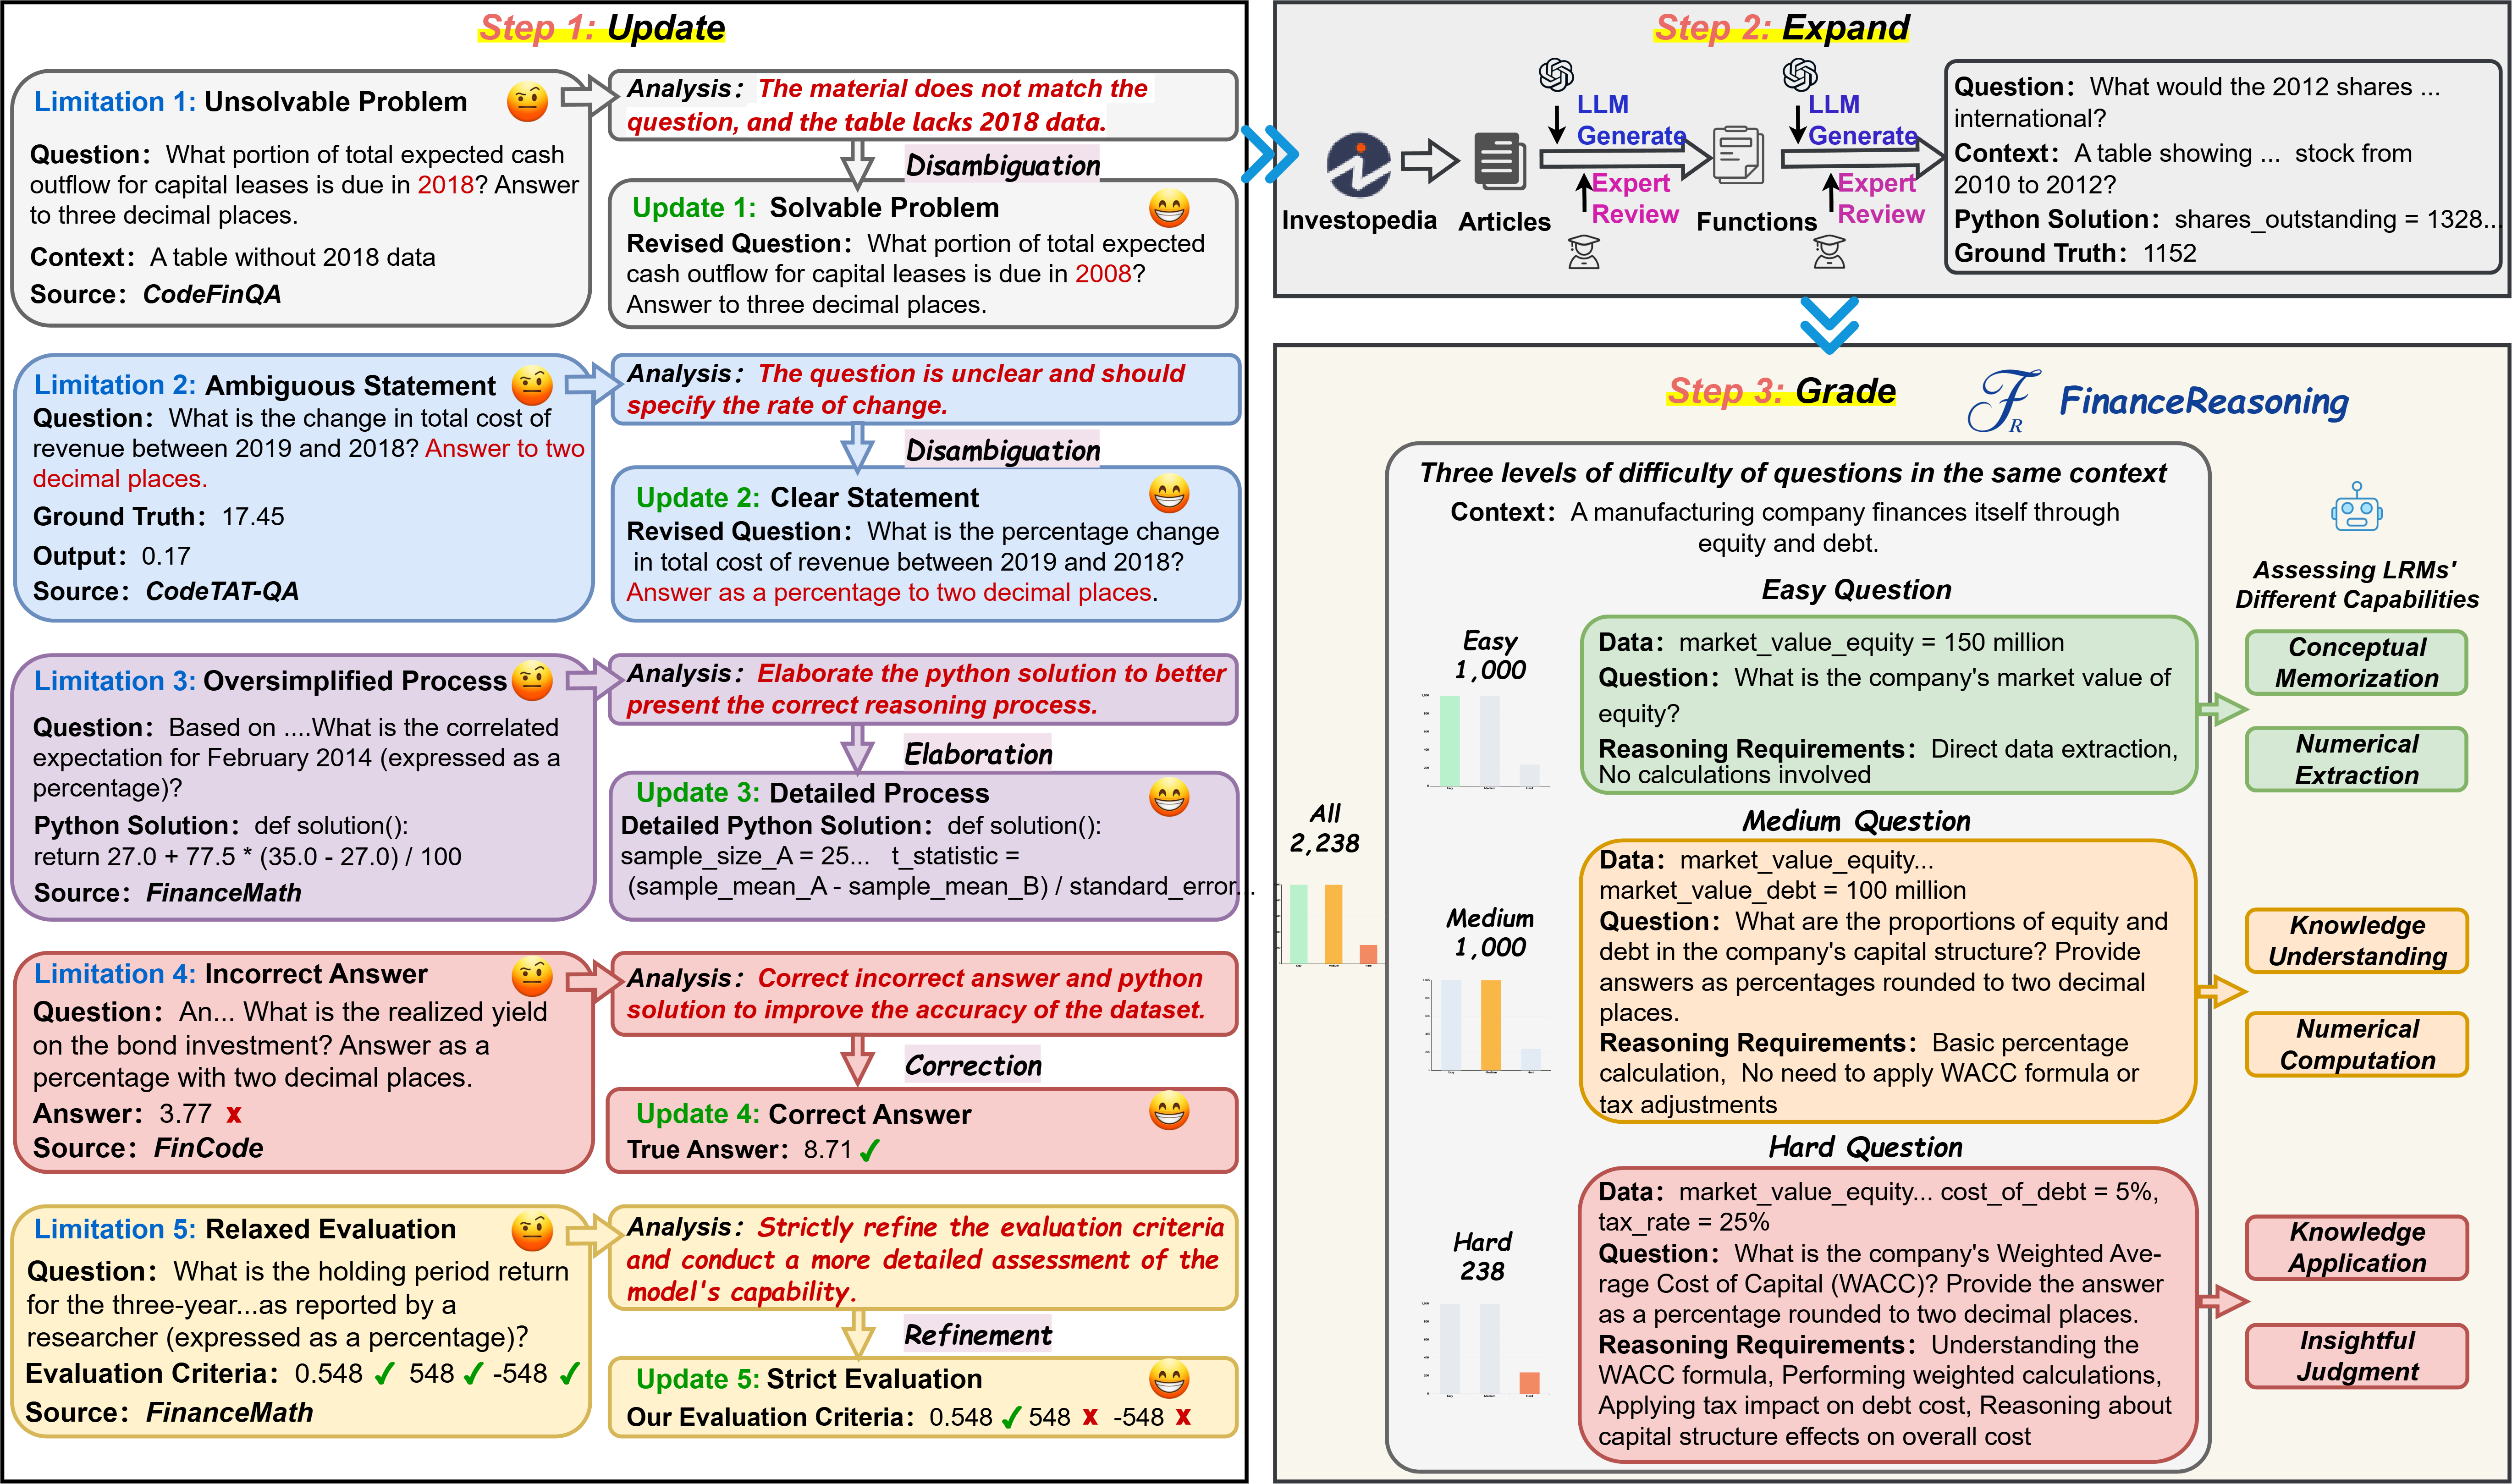 Step 1: Update
Limitation 1: Unsolvable Problem
Question: What portion of total expected cash
outflow for capital leases is due in 2018? Answer
to three decimal places.
Context: A table without 2018 data
Source: CodeFinQA
Analysis: The material does not match the
question, and the table lacks 2018 data.
Disambiguation
Update 1: Solvable Problem
Revised Question: What portion of total expected
cash outflow for capital leases is due in 2008?
Answer to three decimal places.
Limitation 2: Ambiguous Statement
Question: What is the change in total cost of
revenue between 2019 and 2018? Answer to two
decimal places.
Ground Truth: 17.45
Output: 0.17
Source: CodeTAT-QA
Analysis: The question is unclear and should
specify the rate of change.
Disambiguation
Update 2: Clear Statement
Revised Question: What is the percentage change
in total cost of revenue between 2019 and 2018?
Answer as a percentage to two decimal places.
Limitation 3: Oversimplified Process
Question: Based on ....What is the correlated
expectation for February 2014 (expressed as a
percentage)?
Python Solution: def solution():
return 27.0 + 77.5 * (35.0 - 27.0) / 100
Source: FinanceMath
Analysis: Elaborate the python solution to better
present the correct reasoning process.
Elaboration
Update 3: Detailed Process
Detailed Python Solution: def solution():
sample_size_A = 25... t_statistic =
(sample_mean_A - sample_mean_B) / standard_error...
Limitation 4: Incorrect Answer
Question: An... What is the realized yield
on the bond investment? Answer as a
percentage with two decimal places.
Answer: 3.77 x
Source: FinCode
Analysis: Correct incorrect answer and python
solution to improve the accuracy of the dataset.
Correction
Update 4: Correct Answer
True Answer: 8.71 ✓
Limitation 5: Relaxed Evaluation
Question: What is the holding period return
for the three-year...as reported by a
researcher (expressed as a percentage)?
Evaluation Criteria: 0.548 ✓ 548 ✓ -548 ✓
Source: FinanceMath
Analysis: Strictly refine the evaluation criteria
and conduct a more detailed assessment of the
model's capability.
Refinement
Update 5: Strict Evaluation
Our Evaluation Criteria: 0.548 ✓ 548 x -548 x
Step 2: Expand
Investopedia
Articles
LLM
Generate
Expert
Review
Functions
LLM
Generate
Expert
Review
Question: What would the 2012 shares ...
international?
Context: A table showing ... stock from
2010 to 2012?
Python Solution: shares_outstanding = 1328...
Ground Truth: 1152
Step 3: Grade
FR FinanceReasoning
All
2,238
Three levels of difficulty of questions in the same context
Context: A manufacturing company finances itself through
equity and debt.
Easy Question
Easy
1,000
Data: market_value_equity = 150 million
Question: What is the company's market value of
equity?
Reasoning Requirements: Direct data extraction,
No calculations involved
Medium Question
Medium
1,000
Data: market_value_equity...
market_value_debt = 100 million
Question: What are the proportions of equity and
debt in the company's capital structure? Provide
answers as percentages rounded to two decimal
places.
Reasoning Requirements: Basic percentage
calculation, No need to apply WACC formula or
tax adjustments
Hard Question
Hard
238
Data: market_value_equity... cost_of_debt = 5%,
tax_rate = 25%
Question: What is the company's Weighted Ave-
rage Cost of Capital (WACC)? Provide the answer
as a percentage rounded to two decimal places.
Reasoning Requirements: Understanding the
WACC formula, Performing weighted calculations,
Applying tax impact on debt cost, Reasoning about
capital structure effects on overall cost
Assessing LRMs'
Different Capabilities
Conceptual
Memorization
Numerical
Extraction
Knowledge
Understanding
Numerical
Computation
Knowledge
Application
Insightful
Judgment